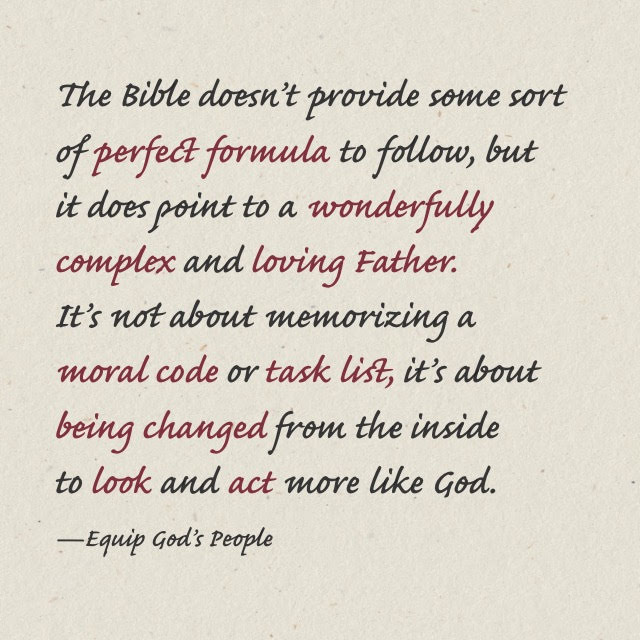 The Bible doesn't provide some sort
of perfect formula to follow, but
it does point to a wonderfully
complex and loving Father.
It's not about memorizing a
moral code or task list, it's about
being changed from the inside
to look and act more like God.
—Equip God's People